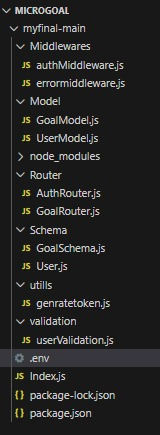 MICROGOAL
myfinal-main
Middlewares
JS authMiddleware.js
JS errormiddleware.js
Model
JS GoalModel.js
JS UserModel.js
node_modules
Router
JS AuthRouter.js
JS GoalRouter.js
Schema
JS GoalSchema.js
JS User.js
utills
JS genratetoken.js
validation
JS userValidation.js
.env
JS Index.js
{} package-lock.json
{} package.json